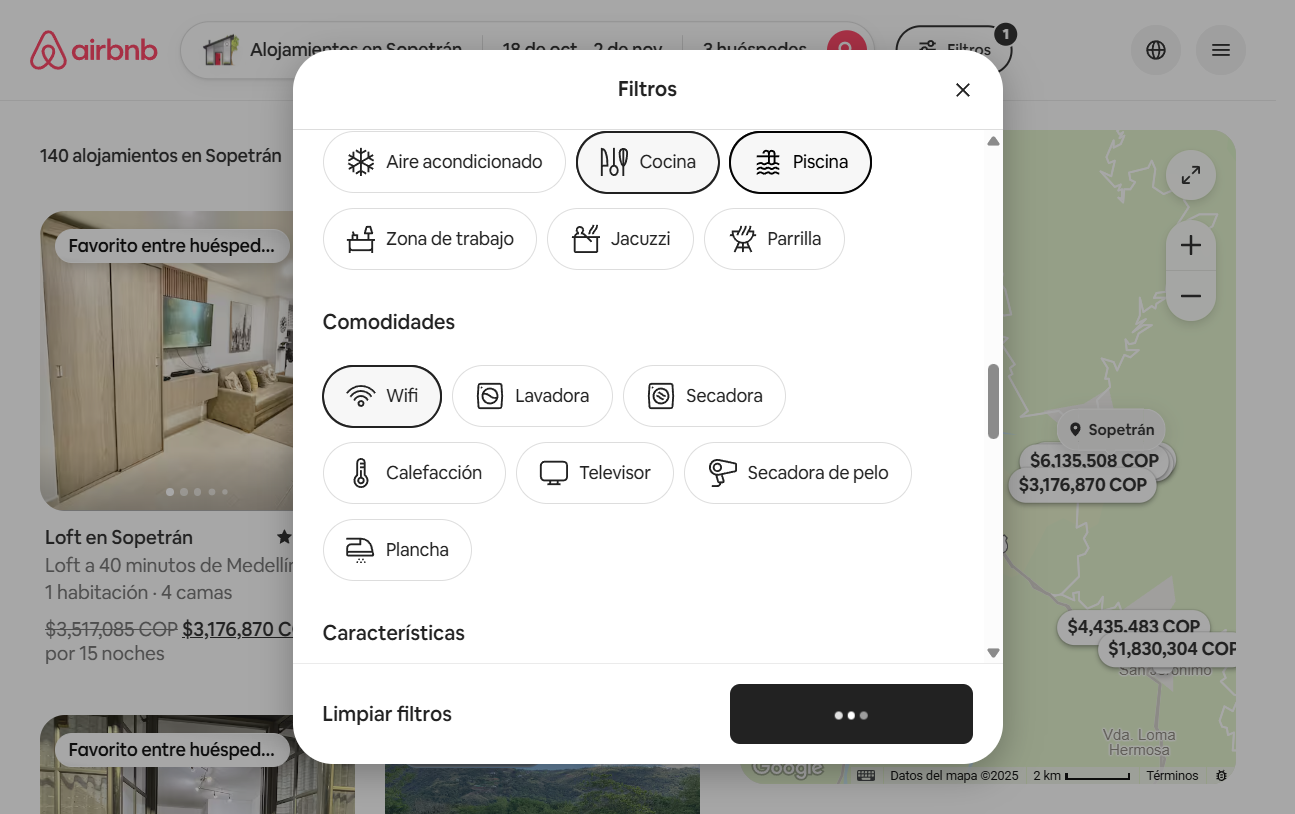 airbnb
Alojamientos en Sopetrán
18 de oct – 2 de nov
3 huéspedes
Filtros
1
Filtros
140 alojamientos en Sopetrán
Aire acondicionado
Cocina
Piscina
Zona de trabajo
Jacuzzi
Parrilla
Comodidades
Wifi
Lavadora
Secadora
Calefacción
Televisor
Secadora de pelo
Plancha
Características
Limpiar filtros
Favorito entre huésped...
Loft en Sopetrán
Loft a 40 minutos de Medellín
1 habitación · 4 camas
$3,517,085 COP $3,176,870 C
por 15 noches
Favorito entre huésped...
Sopetrán
$6,135,508 COP
$3,176,870 COP
$4,435,483 COP
$1,830,304 COP
San Jerónimo
Vda. Loma
Hermosa
Google
Datos del mapa ©2025
2 km
Términos